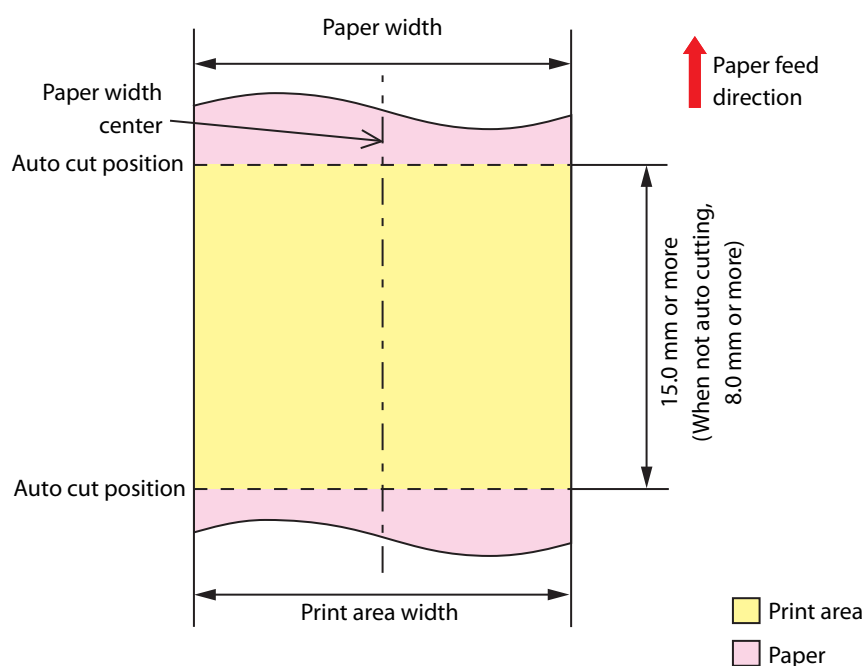 Paper width
Paper feed
direction
Paper width
center
Auto cut position
15.0 mm or more
(When not auto cutting,
8.0 mm or more)
Auto cut position
Print area width
Print area
Paper